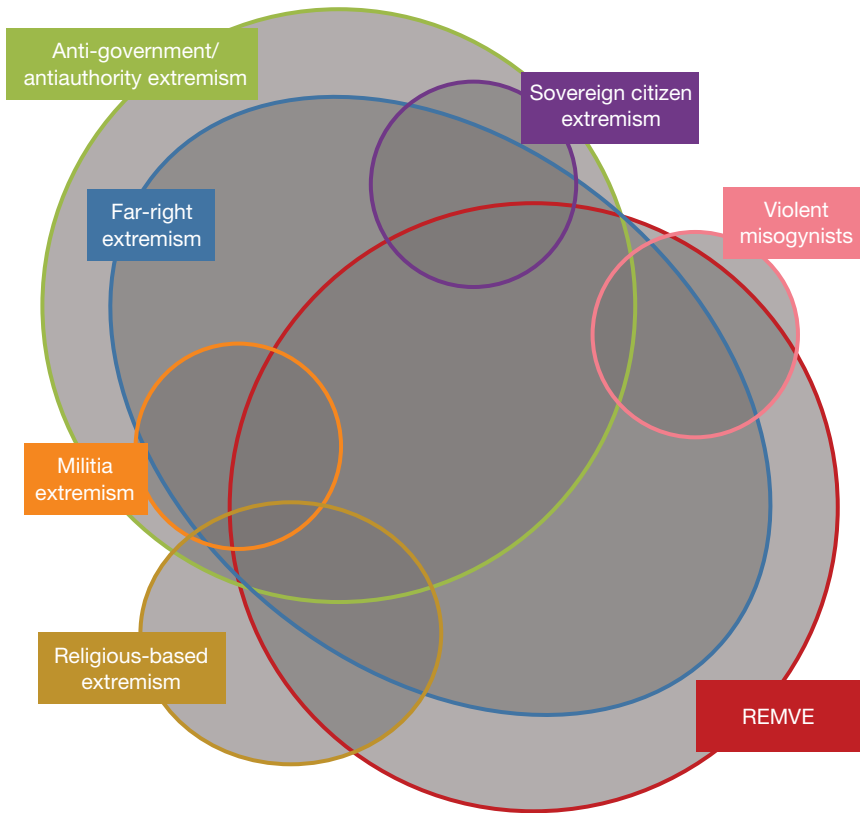 Anti-government/
antiauthority extremism
Sovereign citizen
extremism
Far-right
extremism
Violent
misogynists
Militia
extremism
Religious-based
extremism
REMVE